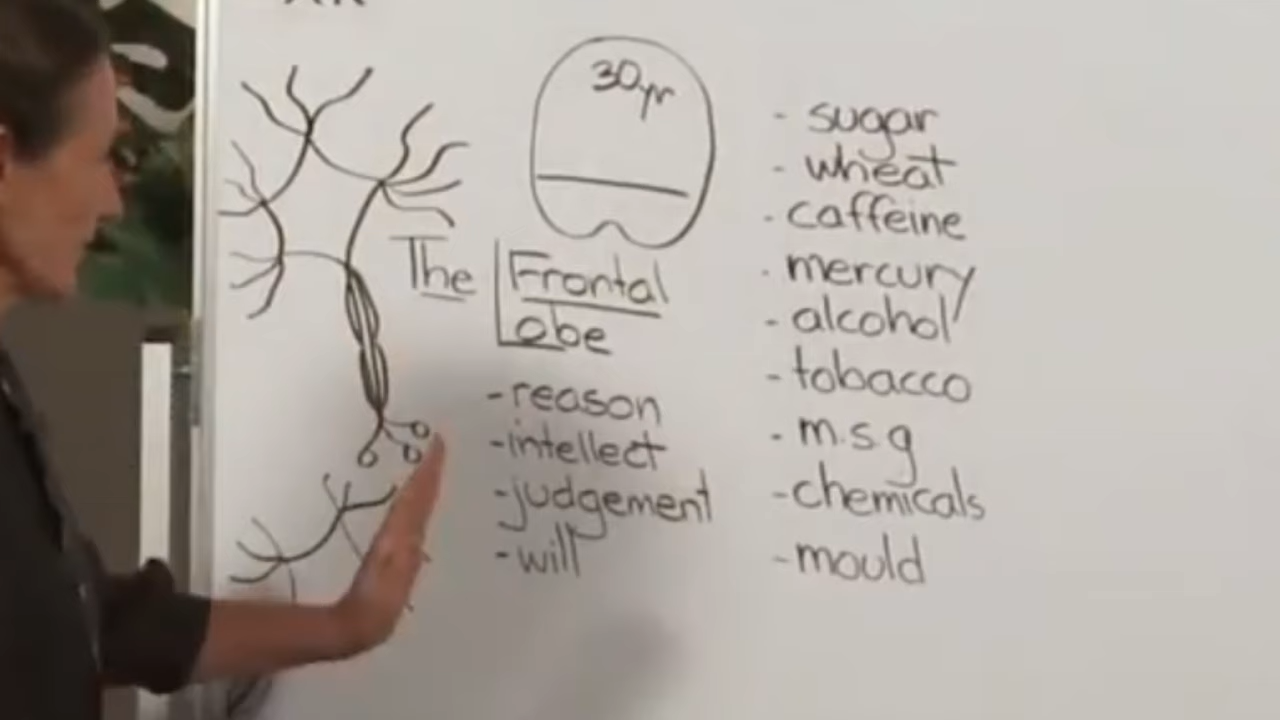 30yr
The Frontal
Lobe
- reason
- intellect
- judgement
- will
- sugar
- wheat
- caffeine
- mercury
- alcohol
- tobacco
- m.s.g
- chemicals
- mould